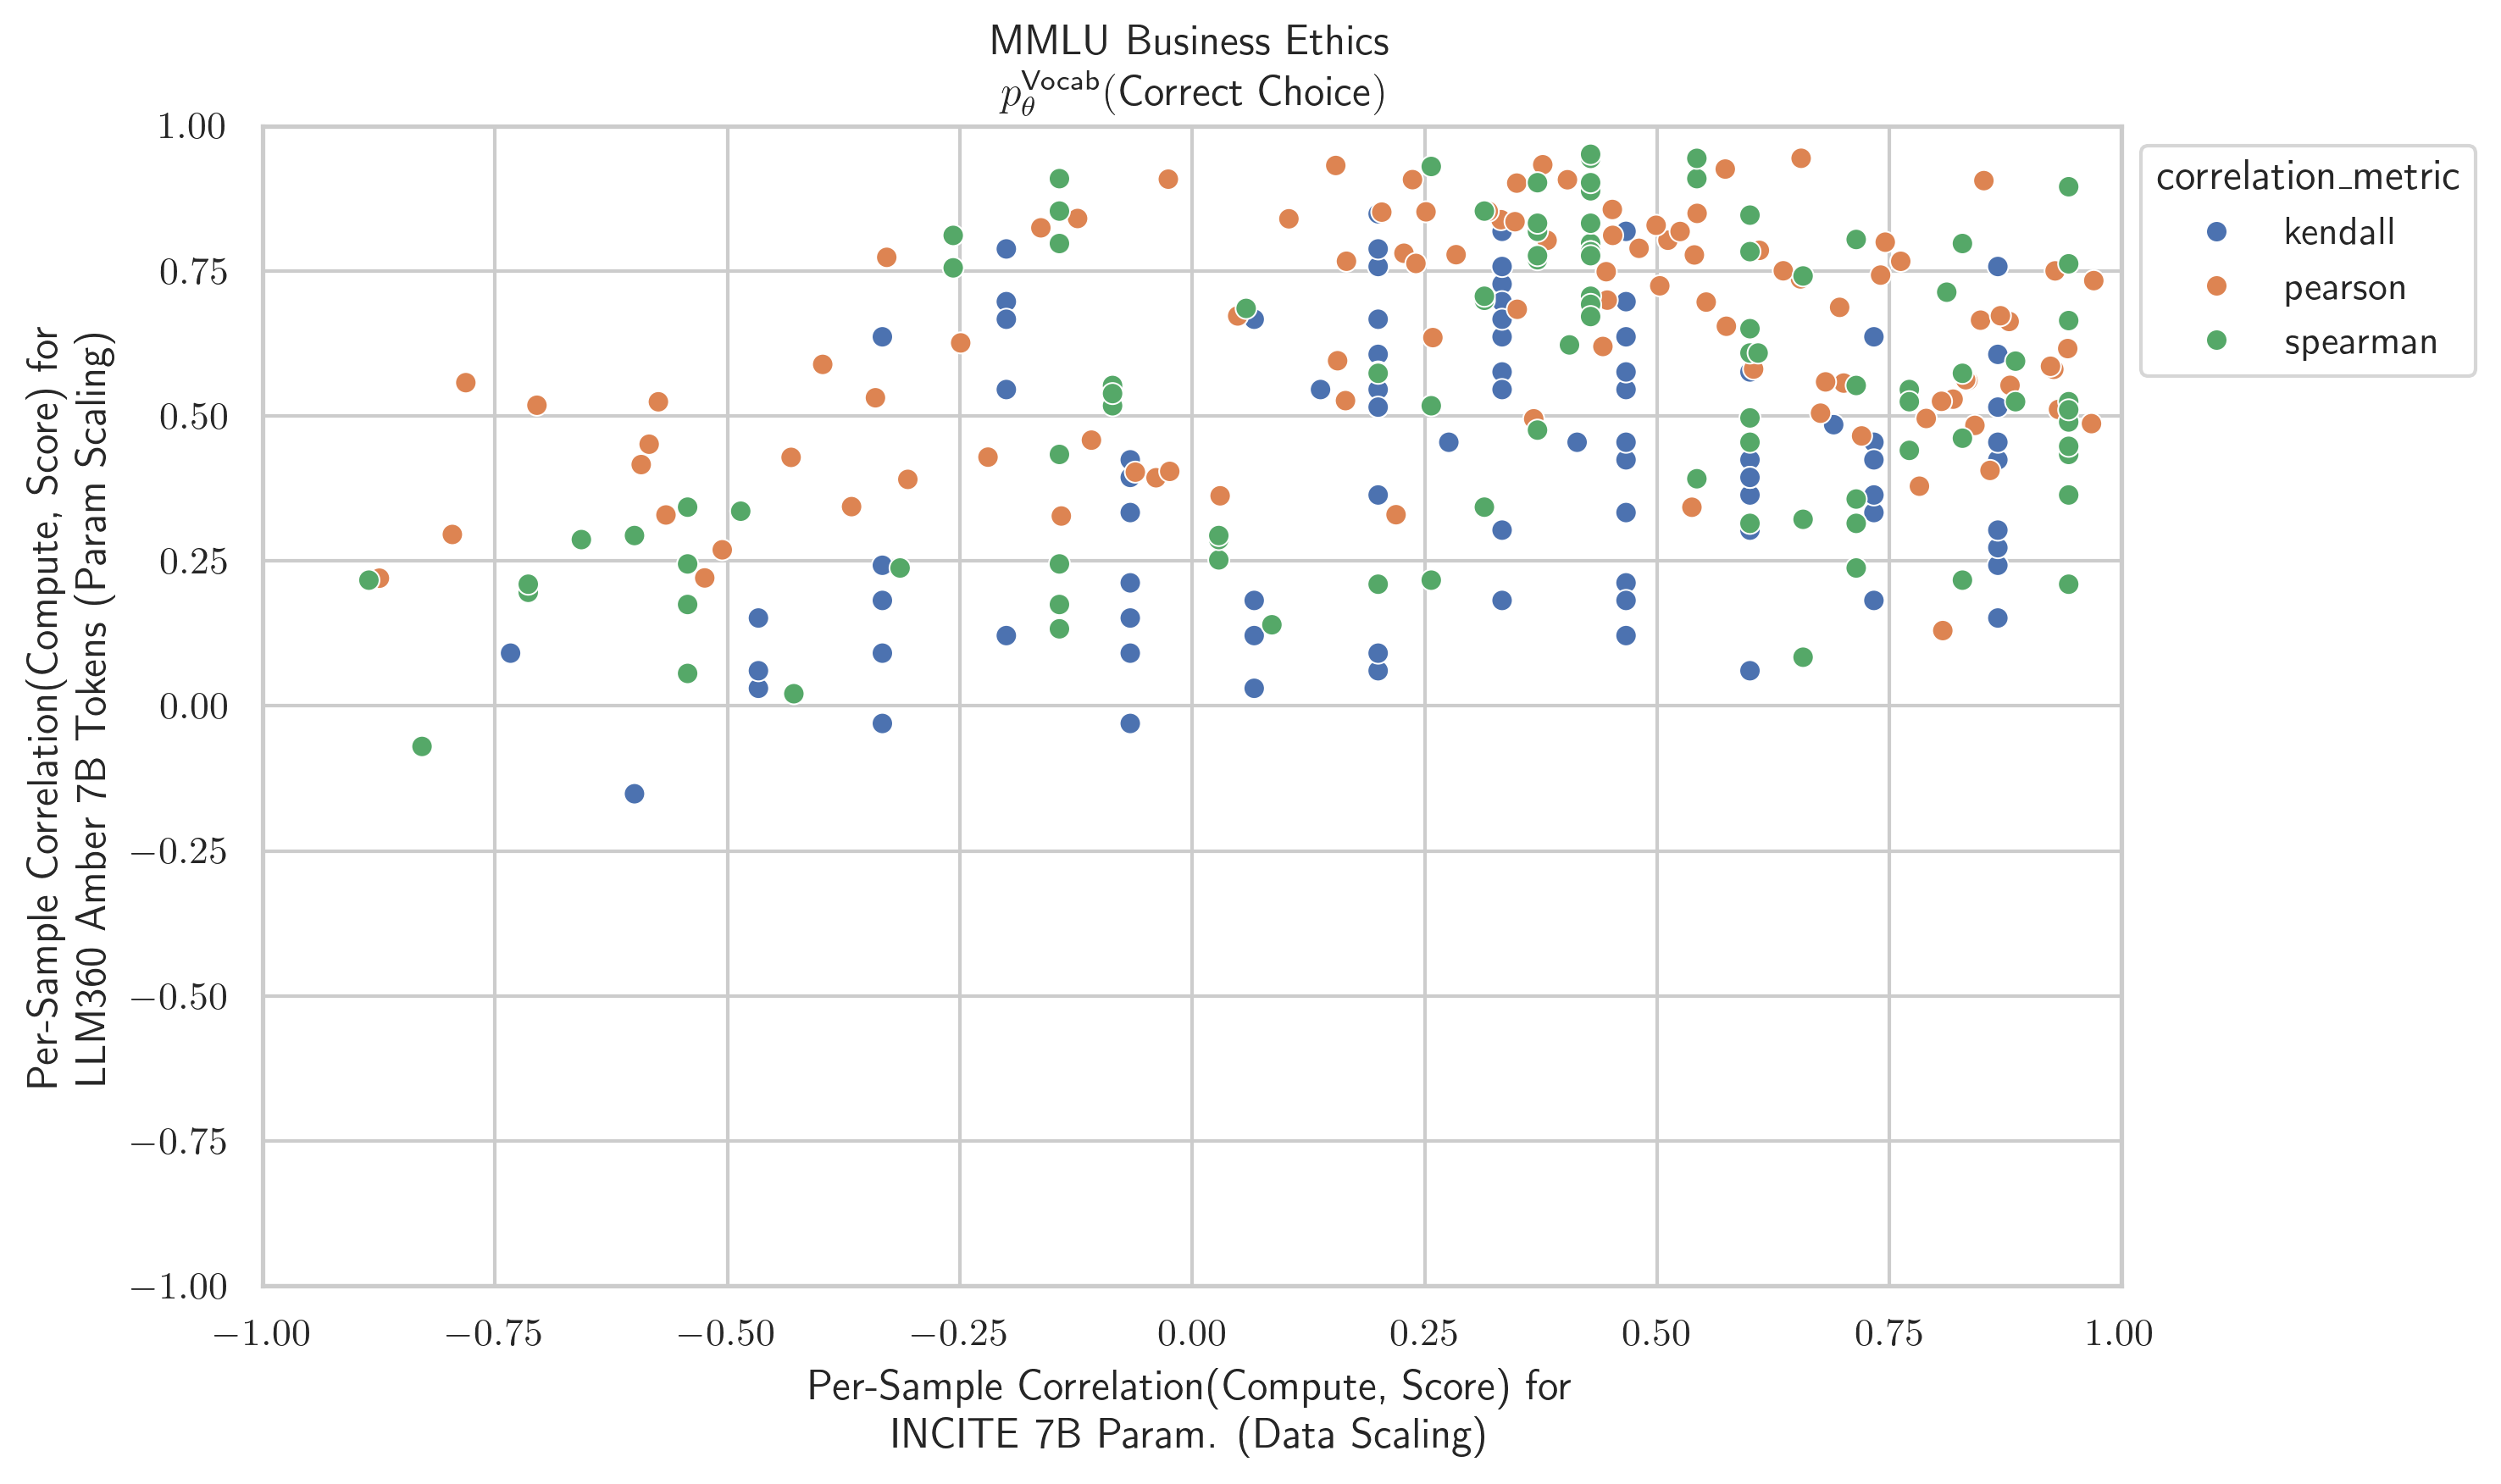 MMLU Business Ethics
p_θ^Vocab(Correct Choice)
Per-Sample Correlation(Compute, Score) for
LLM360 Amber 7B Tokens (Param Scaling)
1.00
0.75
0.50
0.25
0.00
−0.25
−0.50
−0.75
−1.00
−1.00 −0.75 −0.50 −0.25 0.00 0.25 0.50 0.75 1.00
Per-Sample Correlation(Compute, Score) for
INCITE 7B Param. (Data Scaling)
correlation_metric
kendall
pearson
spearman